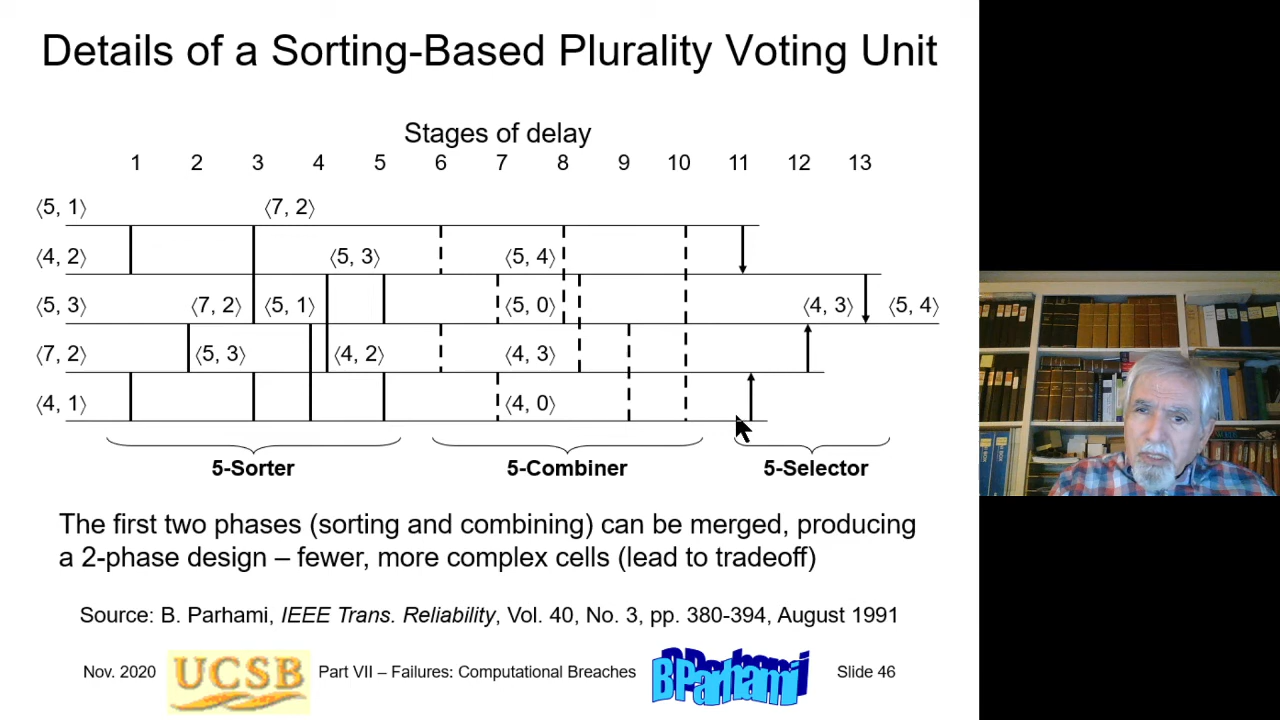 Details of a Sorting-Based Plurality Voting Unit
Stages of delay
1 2 3 4 5 6 7 8 9 10 11 12 13
⟨5, 1⟩ ⟨7, 2⟩
⟨4, 2⟩ ⟨5, 3⟩ ⟨5, 4⟩
⟨5, 3⟩ ⟨7, 2⟩ ⟨5, 1⟩ ⟨5, 0⟩ ⟨4, 3⟩ ⟨5, 4⟩
⟨7, 2⟩ ⟨5, 3⟩ ⟨4, 2⟩ ⟨4, 3⟩
⟨4, 1⟩ ⟨4, 0⟩
5-Sorter 5-Combiner 5-Selector
The first two phases (sorting and combining) can be merged, producing
a 2-phase design – fewer, more complex cells (lead to tradeoff)
Source: B. Parhami, IEEE Trans. Reliability, Vol. 40, No. 3, pp. 380-394, August 1991
Nov. 2020 UCSB Part VII – Failures: Computational Breaches B Parhami Slide 46